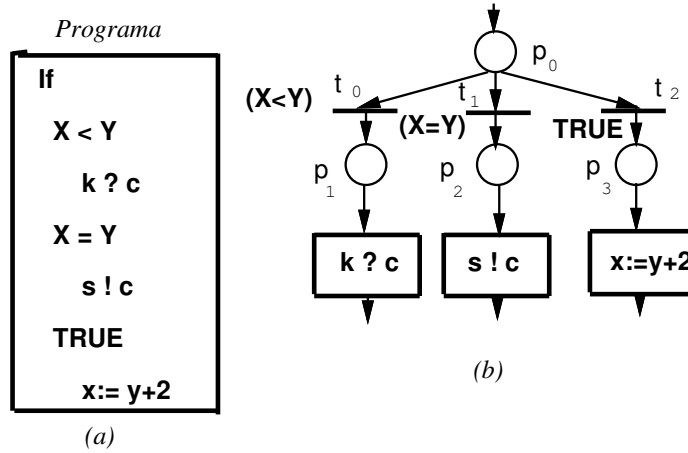 Programa
If
X < Y
k ? c
X = Y
s ! c
TRUE
x:= y+2
(a)
p0
t0
t1
t2
(X<Y)
(X=Y)
TRUE
p1
p2
p3
k ? c
s ! c
x:=y+2
(b)